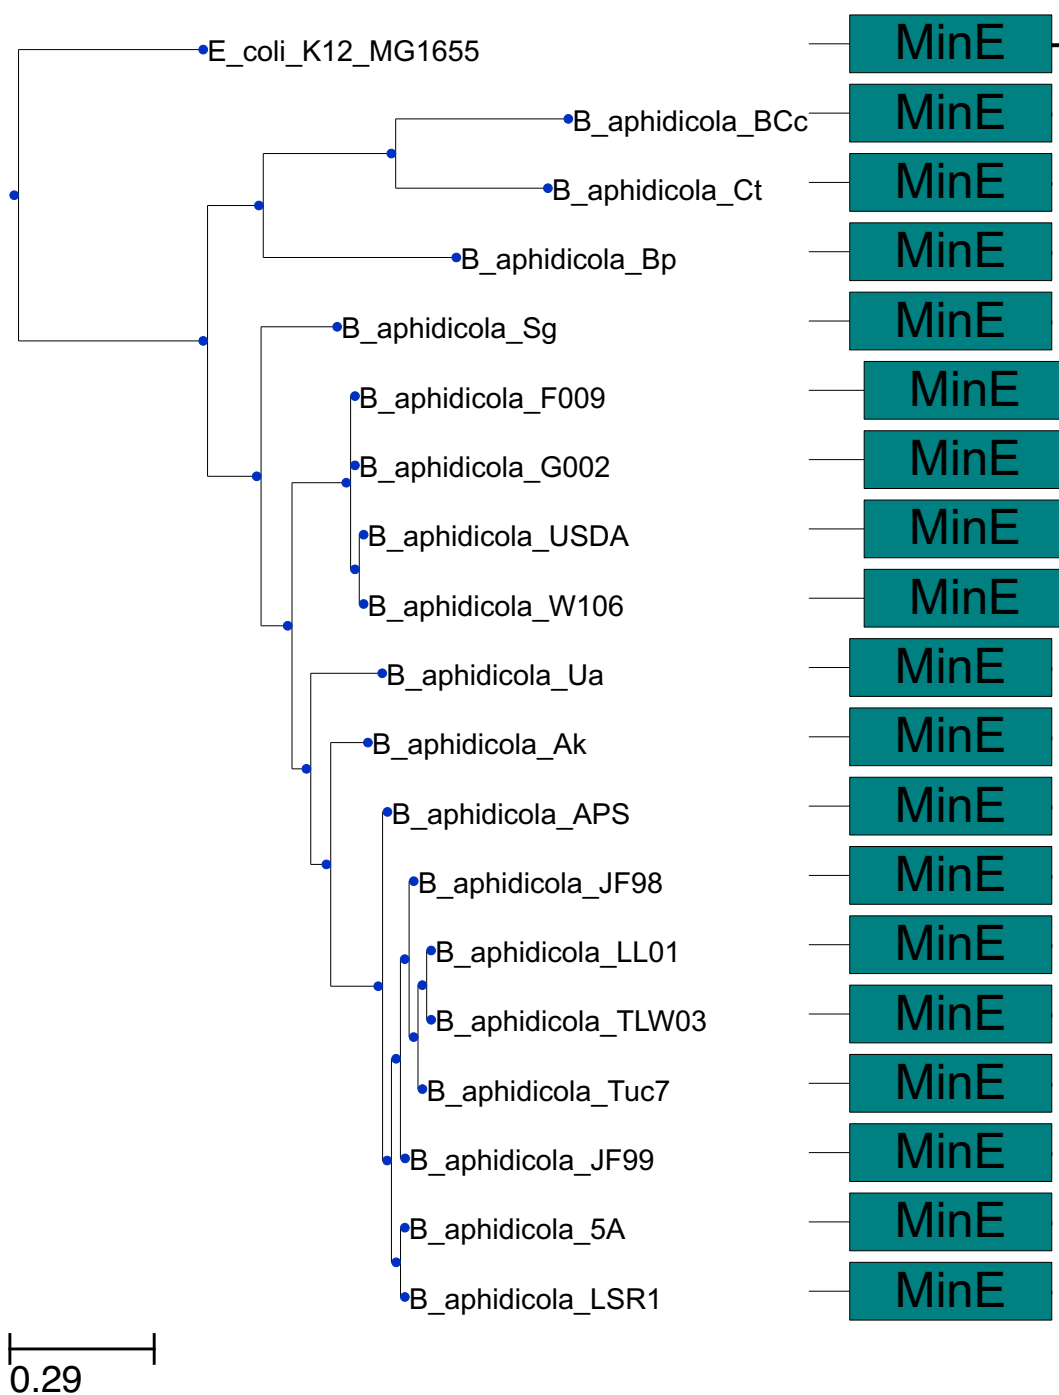 E_coli_K12_MG1655 MinE
B_aphidicola_BCc MinE
B_aphidicola_Ct MinE
B_aphidicola_Bp MinE
B_aphidicola_Sg MinE
B_aphidicola_F009 MinE
B_aphidicola_G002 MinE
B_aphidicola_USDA MinE
B_aphidicola_W106 MinE
B_aphidicola_Ua MinE
B_aphidicola_Ak MinE
B_aphidicola_APS MinE
B_aphidicola_JF98 MinE
B_aphidicola_LL01 MinE
B_aphidicola_TLW03 MinE
B_aphidicola_Tuc7 MinE
B_aphidicola_JF99 MinE
B_aphidicola_5A MinE
B_aphidicola_LSR1 MinE
0.29